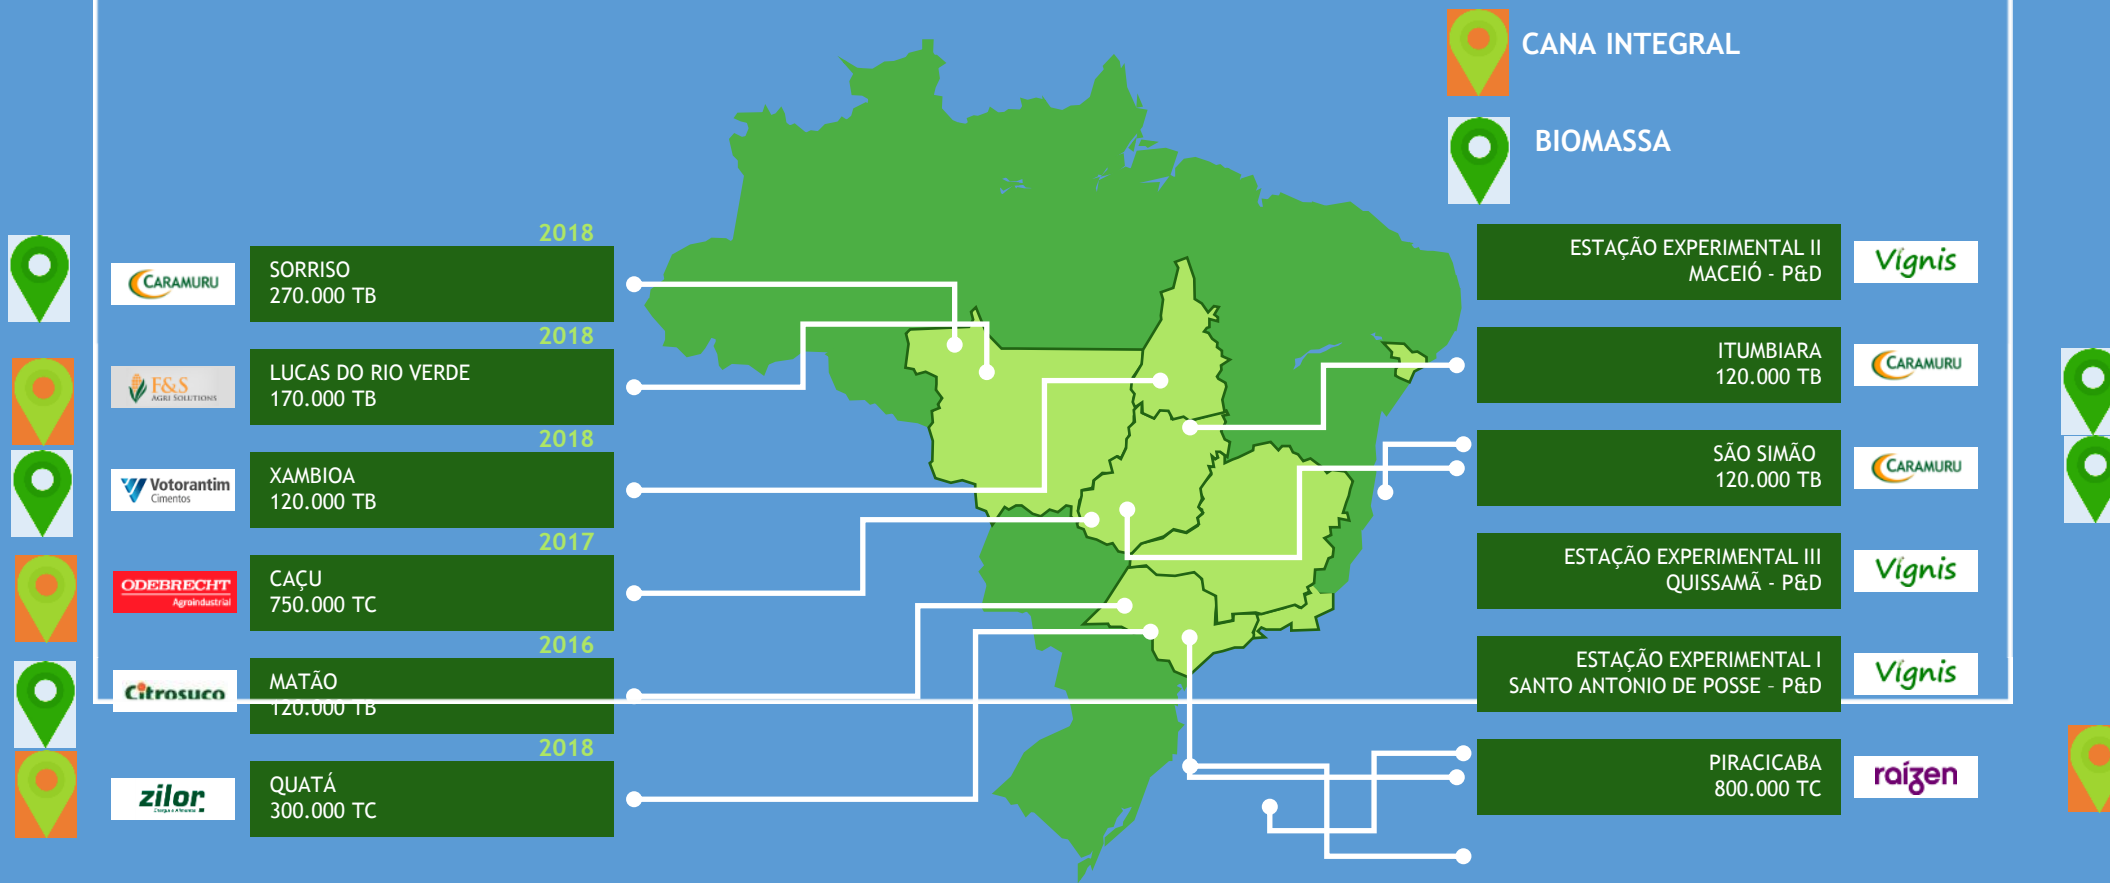 CANA INTEGRAL
BIOMASSA
2018
CARAMURU
SORRISO
270.000 TB
2018
F&S
AGRI SOLUTIONS
LUCAS DO RIO VERDE
170.000 TB
2018
Votorantim
Cimentos
XAMBIOA
120.000 TB
2017
ODEBRECHT
Agroindustrial
CAÇU
750.000 TC
2016
Citrosuco
MATÃO
120.000 TB
2018
zilor
QUATÁ
300.000 TC
ESTAÇÃO EXPERIMENTAL II
MACEIÓ - P&D
Vignis
ITUMBIARA
120.000 TB
CARAMURU
SÃO SIMÃO
120.000 TB
CARAMURU
ESTAÇÃO EXPERIMENTAL III
QUISSAMÃ - P&D
Vignis
ESTAÇÃO EXPERIMENTAL I
SANTO ANTONIO DE POSSE – P&D
Vignis
PIRACICABA
800.000 TC
raízen